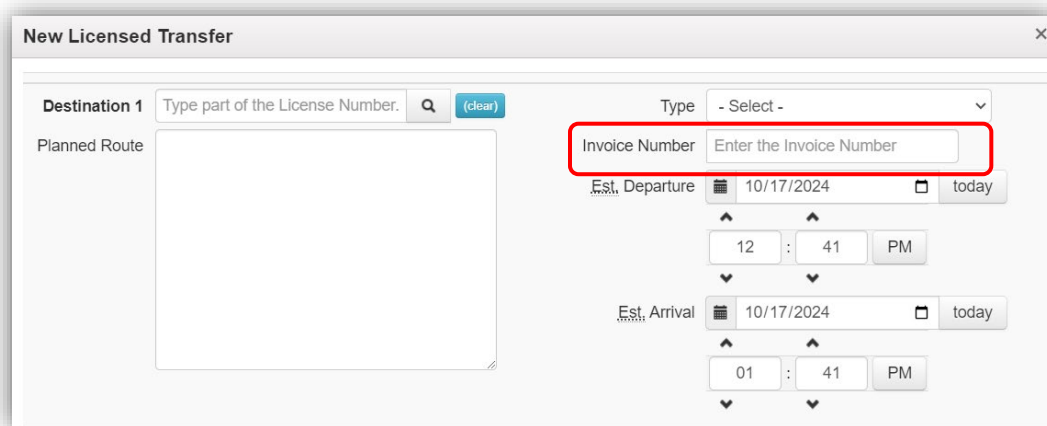 New Licensed Transfer ×
Destination 1 Type part of the License Number. (clear) Type - Select -
Planned Route Invoice Number Enter the Invoice Number
Est. Departure 10/17/2024 today
12 : 41 PM
Est. Arrival 10/17/2024 today
01 : 41 PM